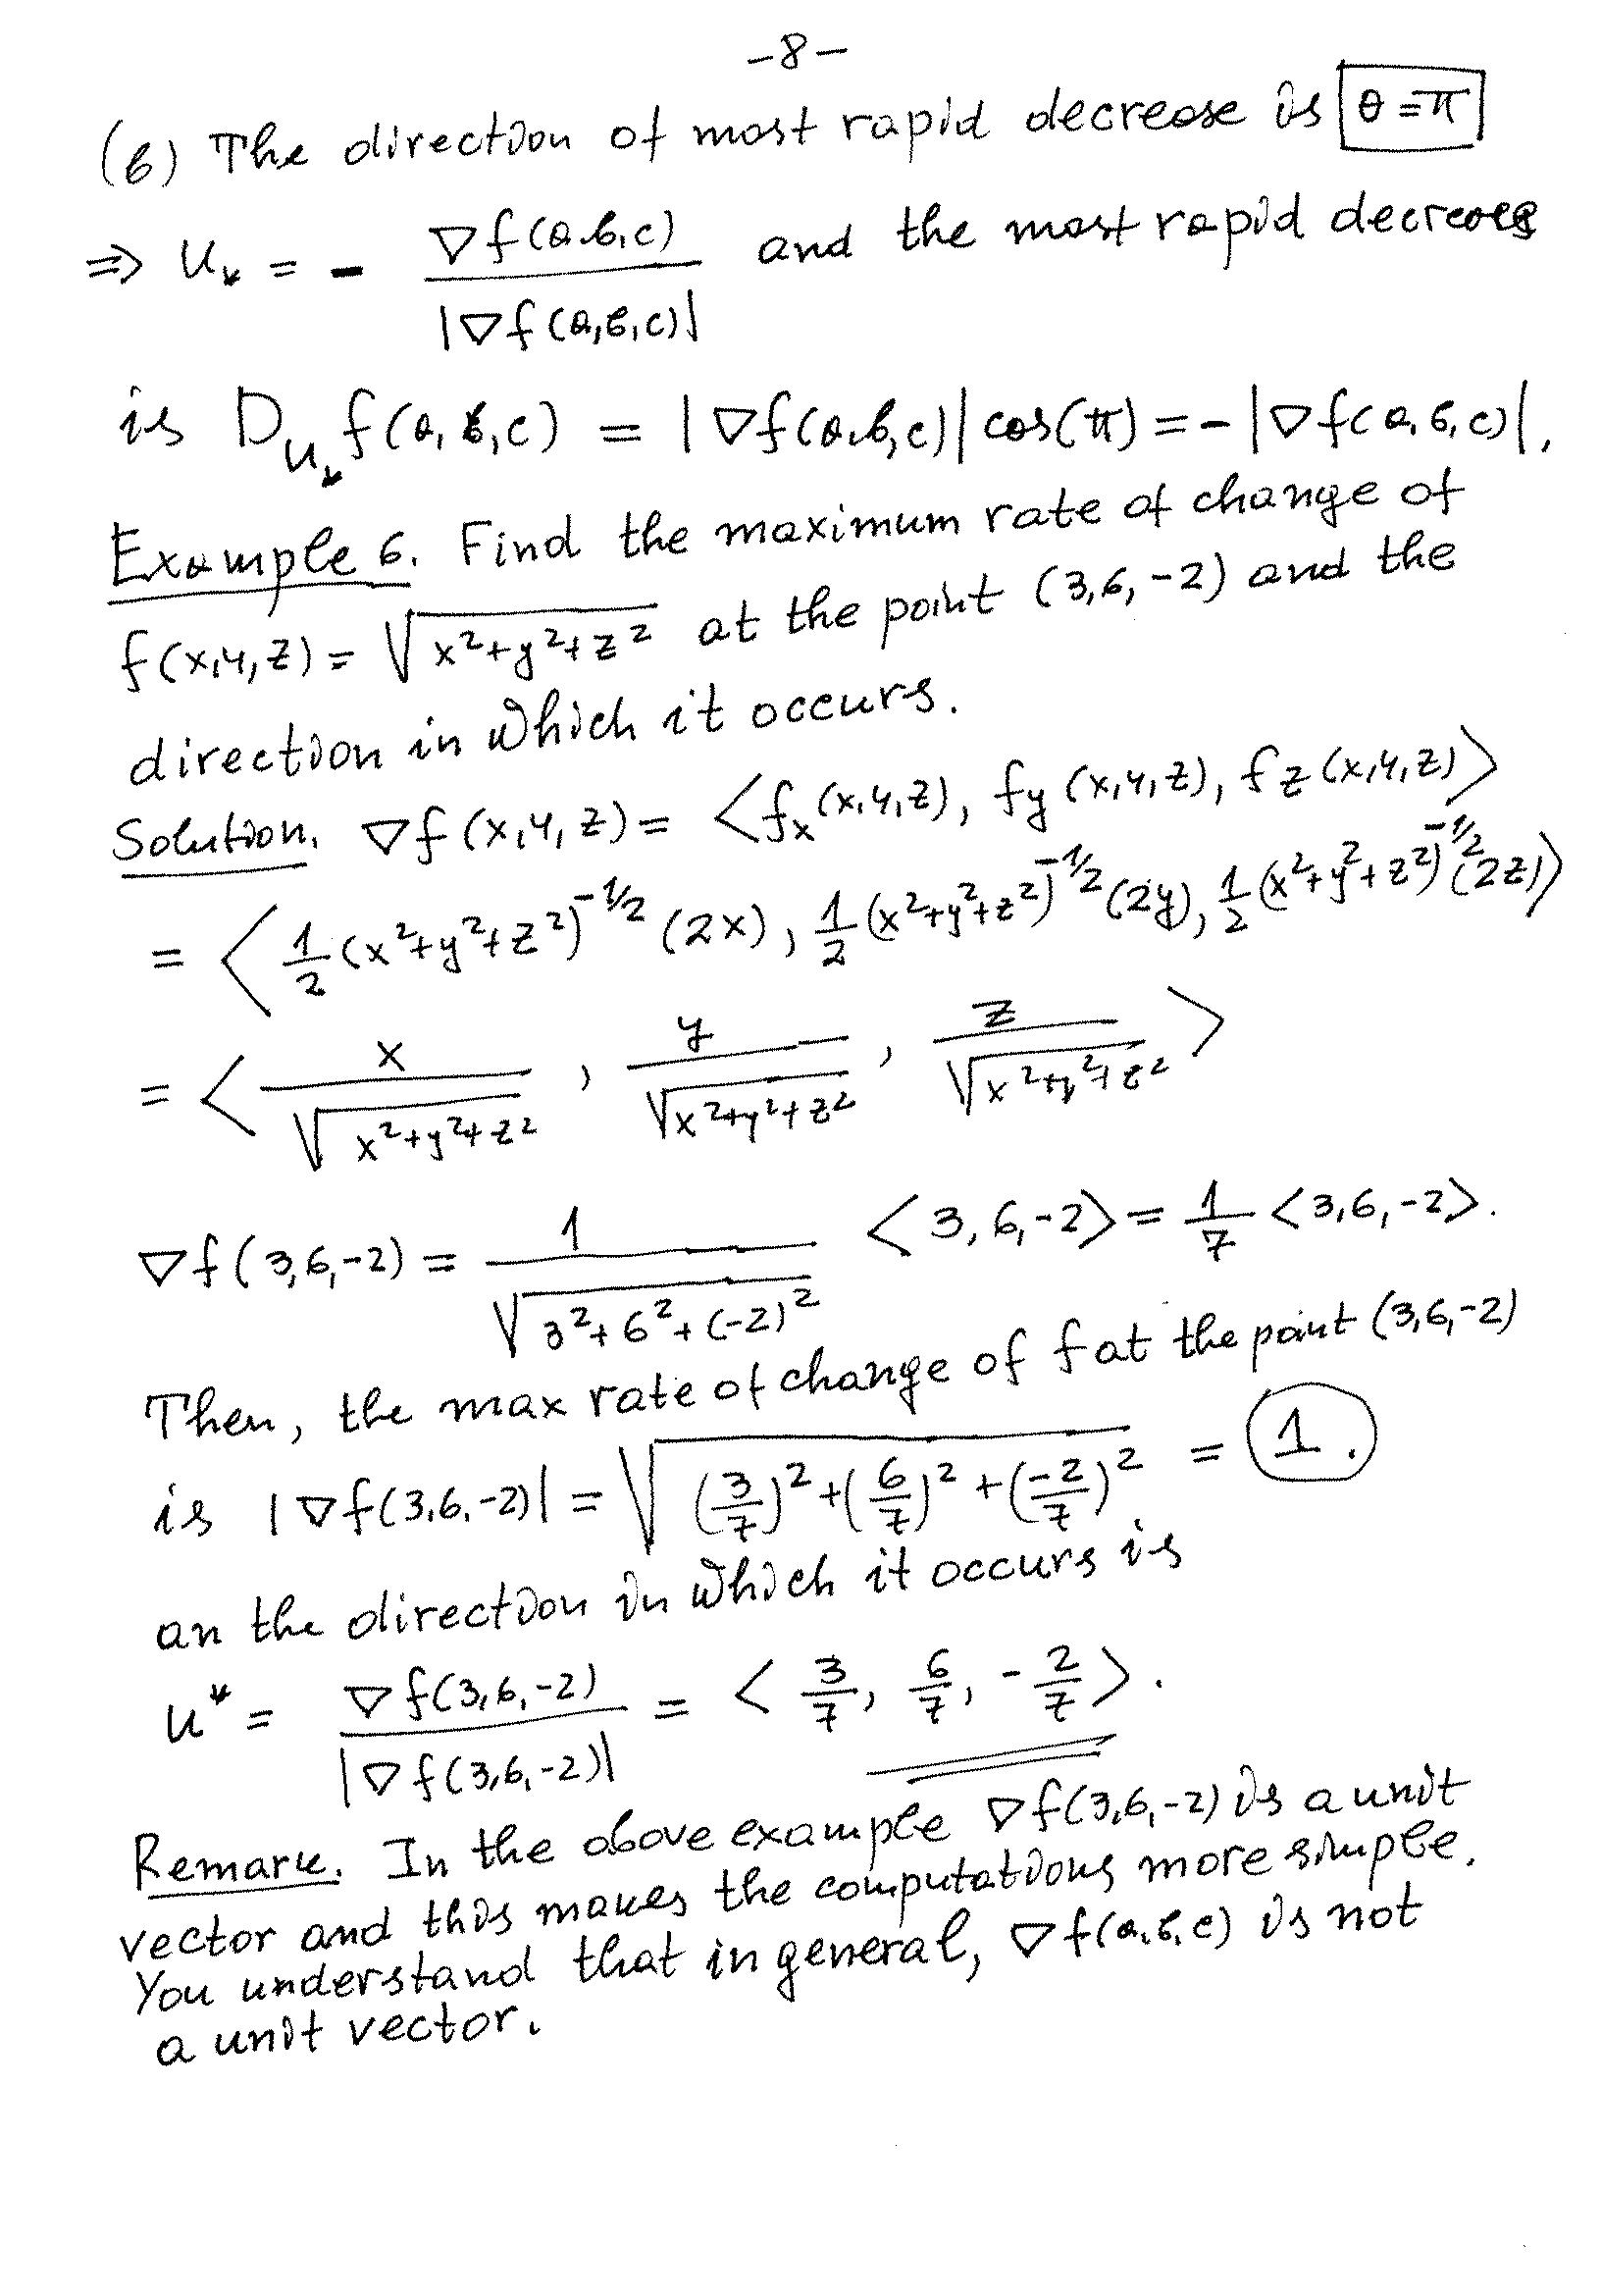 -8-
(b) The direction of most rapid decrease is θ = π
⇒ u_* = - ∇f(a,b,c) / |∇f(a,b,c)| and the most rapid decrease
is D_{u_*} f(a,b,c) = |∇f(a,b,c)| cos(π) = -|∇f(a,b,c)|.
Example 6. Find the maximum rate of change of
f(x,y,z) = √(x²+y²+z²) at the point (3,6,-2) and the
direction in which it occurs.
Solution. ∇f(x,y,z) = <f_x(x,y,z), f_y(x,y,z), f_z(x,y,z)>
= <1/2 (x²+y²+z²)^{-1/2} (2x), 1/2 (x²+y²+z²)^{-1/2} (2y), 1/2 (x²+y²+z²)^{-1/2} (2z)>
= <x/√(x²+y²+z²), y/√(x²+y²+z²), z/√(x²+y²+z²)>
∇f(3,6,-2) = 1/√(3²+6²+(-2)²) <3,6,-2> = 1/7 <3,6,-2>.
Then, the max rate of change of f at the point (3,6,-2)
is |∇f(3,6,-2)| = √((3/7)²+(6/7)²+(-2/7)²) = 1.
an the direction in which it occurs is
u* = ∇f(3,6,-2) / |∇f(3,6,-2)| = <3/7, 6/7, -2/7>.
Remark. In the above example ∇f(3,6,-2) is a unit
vector and this makes the computations more simple.
You understand that in general, ∇f(a,b,c) is not
a unit vector.